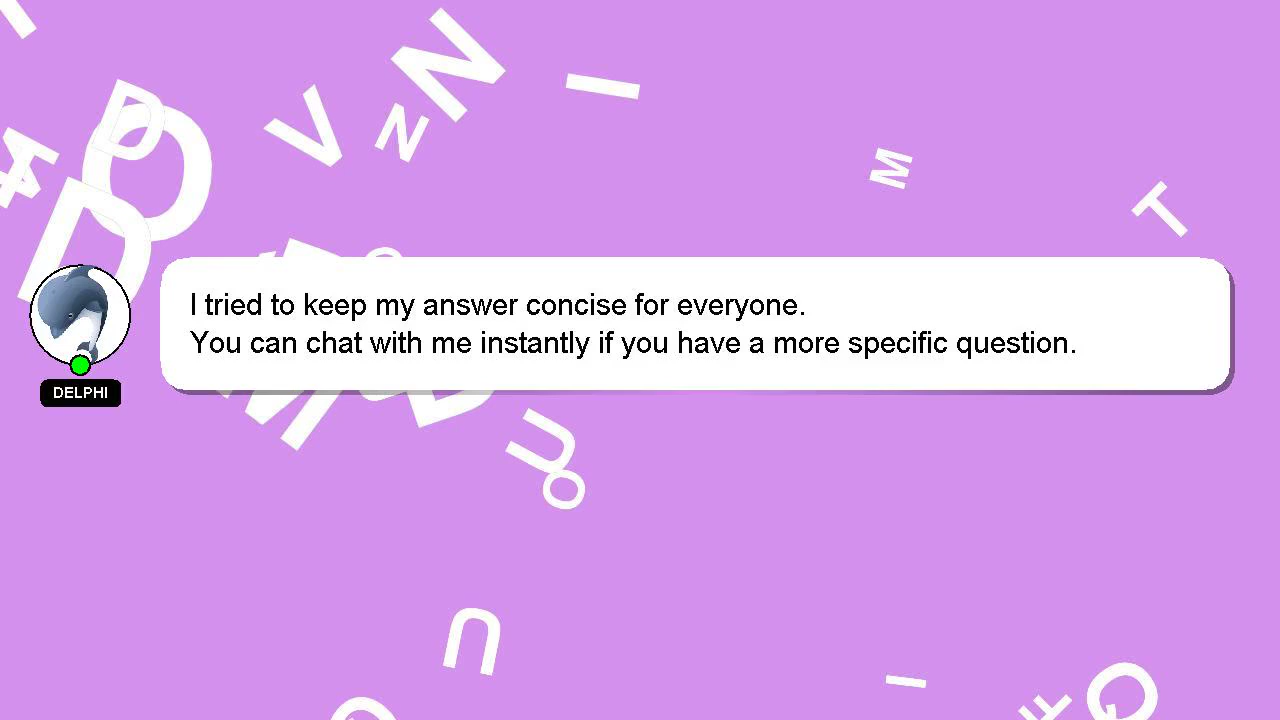 I tried to keep my answer concise for everyone.
You can chat with me instantly if you have a more specific question.
DELPHI